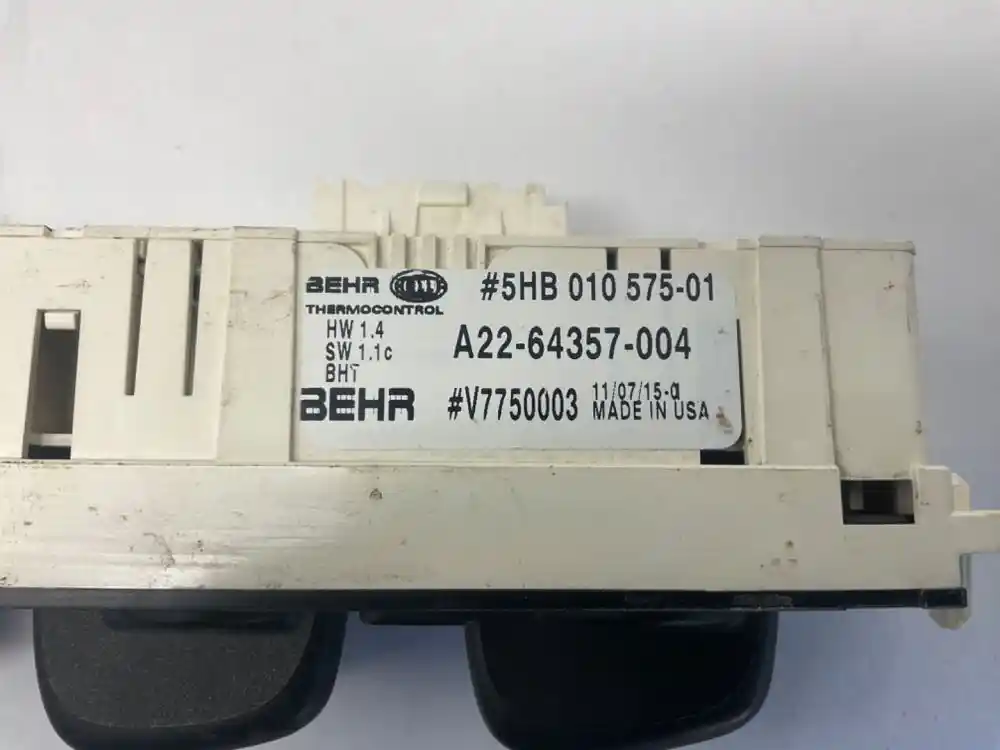 BEHR HELLA #5HB 010 575-01
THERMOCONTROL
HW 1.4
SW 1.1c
BHT
A22-64357-004
BEHR #V7750003 11/07/15-a
MADE IN USA